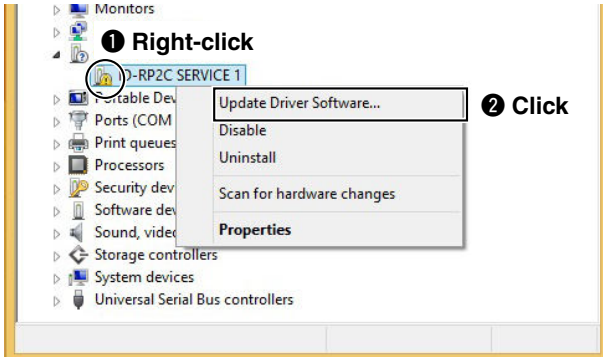 Monitors
❶ Right-click
ID-RP2C SERVICE 1
Portable Dev
Update Driver Software...
❷ Click
Ports (COM
Disable
Print queues
Uninstall
Processors
Security dev
Scan for hardware changes
Software dev
Sound, video
Properties
Storage controllers
System devices
Universal Serial Bus controllers